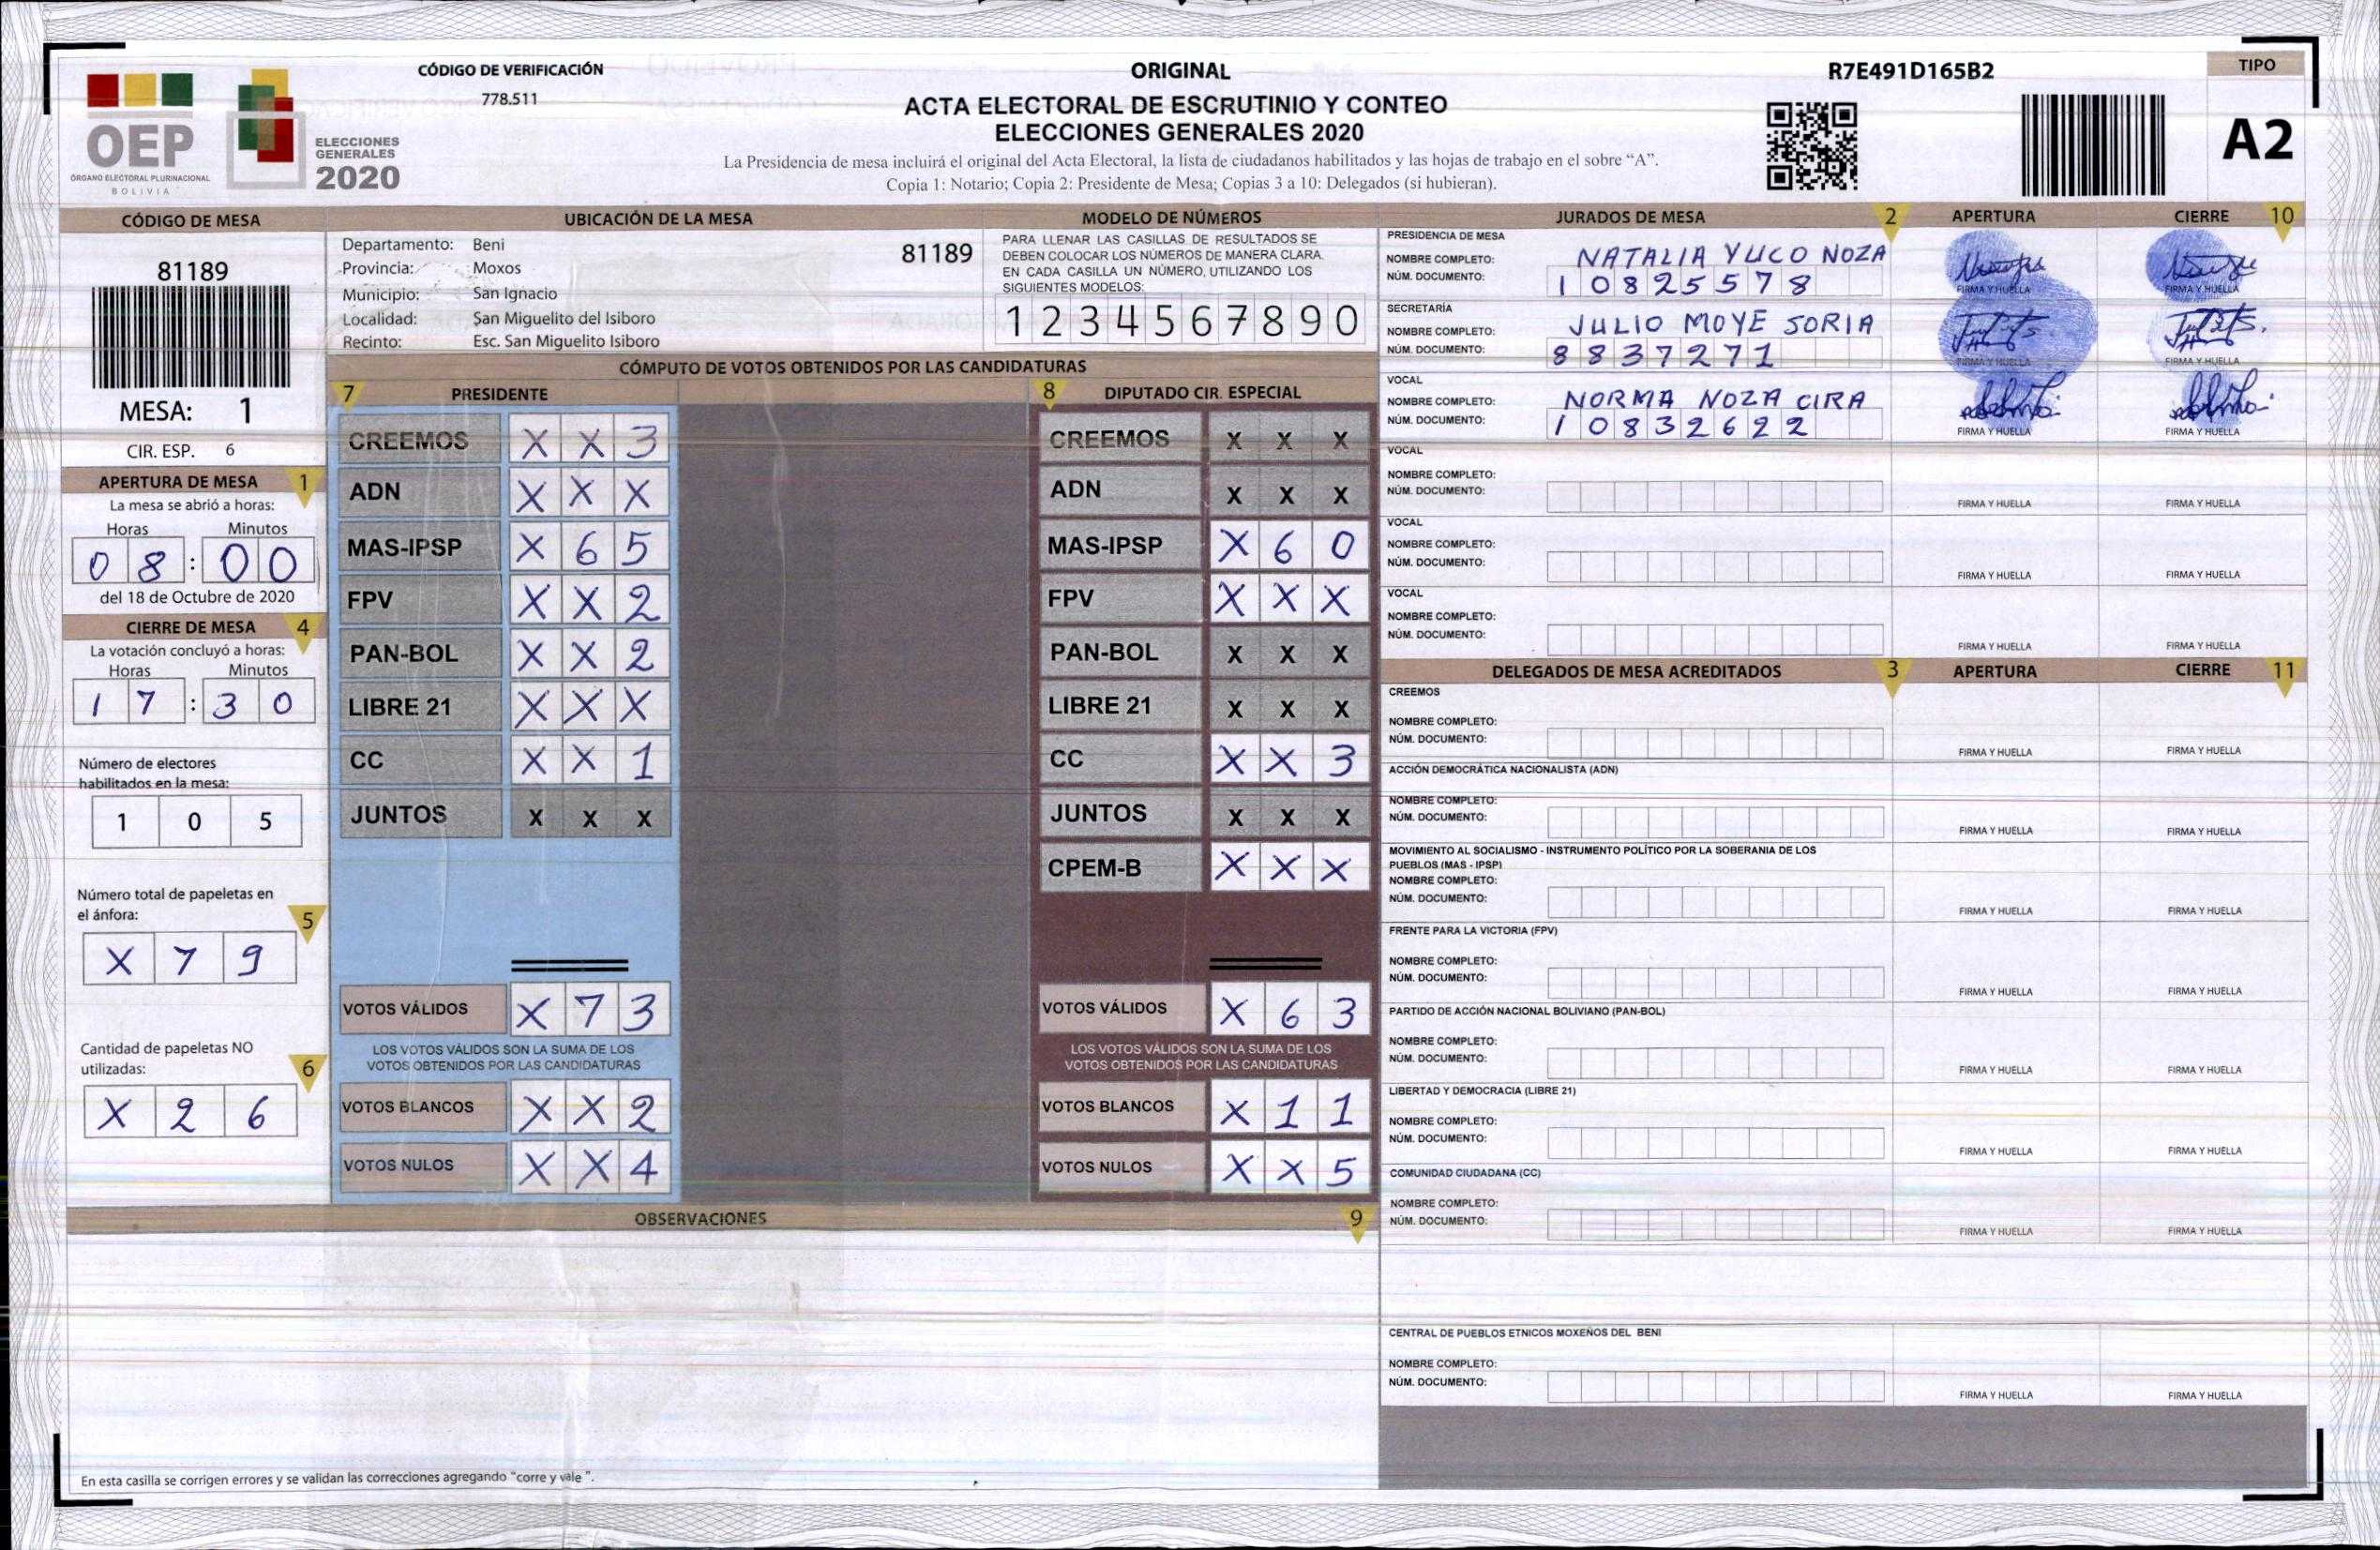 CÓDIGO DE VERIFICACIÓN
778.511
ORIGINAL
ACTA ELECTORAL DE ESCRUTINIO Y CONTEO
ELECCIONES GENERALES 2020
La Presidencia de mesa incluirá el original del Acta Electoral, la lista de ciudadanos habilitados y las hojas de trabajo en el sobre “A”.
Copia 1: Notario; Copia 2: Presidente de Mesa; Copias 3 a 10: Delegados (si hubieran).
R7E491D165B2
TIPO
A2
OEP
ÓRGANO ELECTORAL PLURINACIONAL
BOLIVIA
ELECCIONES
GENERALES
2020
CÓDIGO DE MESA
81189
MESA: 1
CIR. ESP. 6
APERTURA DE MESA 1
La mesa se abrió a horas:
Horas Minutos
0 8 : 0 0
del 18 de Octubre de 2020
CIERRE DE MESA 4
La votación concluyó a horas:
Horas Minutos
1 7 : 3 0
Número de electores
habilitados en la mesa:
1 0 5
Número total de papeletas en
el ánfora: 5
X 7 9
Cantidad de papeletas NO
utilizadas: 6
X 2 6
UBICACIÓN DE LA MESA
Departamento: Beni 81189
Provincia: Moxos
Municipio: San Ignacio
Localidad: San Miguelito del Isiboro
Recinto: Esc. San Miguelito Isiboro
MODELO DE NÚMEROS
PARA LLENAR LAS CASILLAS DE RESULTADOS SE
DEBEN COLOCAR LOS NÚMEROS DE MANERA CLARA.
EN CADA CASILLA UN NÚMERO, UTILIZANDO LOS
SIGUIENTES MODELOS:
1 2 3 4 5 6 7 8 9 0
CÓMPUTO DE VOTOS OBTENIDOS POR LAS CANDIDATURAS
7 PRESIDENTE
CREEMOS X X 3
ADN X X X
MAS-IPSP X 6 5
FPV X X 2
PAN-BOL X X 2
LIBRE 21 X X X
CC X X 1
JUNTOS X X X
VOTOS VÁLIDOS X 7 3
LOS VOTOS VÁLIDOS SON LA SUMA DE LOS
VOTOS OBTENIDOS POR LAS CANDIDATURAS
VOTOS BLANCOS X X 2
VOTOS NULOS X X 4
8 DIPUTADO CIR. ESPECIAL
CREEMOS X X X
ADN X X X
MAS-IPSP X 6 0
FPV X X X
PAN-BOL X X X
LIBRE 21 X X X
CC X X 3
JUNTOS X X X
CPEM-B X X X
VOTOS VÁLIDOS X 6 3
LOS VOTOS VÁLIDOS SON LA SUMA DE LOS
VOTOS OBTENIDOS POR LAS CANDIDATURAS
VOTOS BLANCOS X 1 1
VOTOS NULOS X X 5
OBSERVACIONES 9
En esta casilla se corrigen errores y se validan las correcciones agregando "corre y vale ".
JURADOS DE MESA 2 APERTURA CIERRE 10
PRESIDENCIA DE MESA
NOMBRE COMPLETO: NATALIA YUCO NOZA
NÚM. DOCUMENTO: 1 0 8 2 5 5 7 8
FIRMA Y HUELLA FIRMA Y HUELLA
SECRETARÍA
NOMBRE COMPLETO: JULIO MOYE SORIA
NÚM. DOCUMENTO: 8 8 3 7 2 7 1
FIRMA Y HUELLA FIRMA Y HUELLA
VOCAL
NOMBRE COMPLETO: NORMA NOZA CIRA
NÚM. DOCUMENTO: 1 0 8 3 2 6 2 2
FIRMA Y HUELLA FIRMA Y HUELLA
VOCAL
NOMBRE COMPLETO:
NÚM. DOCUMENTO:
FIRMA Y HUELLA FIRMA Y HUELLA
VOCAL
NOMBRE COMPLETO:
NÚM. DOCUMENTO:
FIRMA Y HUELLA FIRMA Y HUELLA
VOCAL
NOMBRE COMPLETO:
NÚM. DOCUMENTO:
FIRMA Y HUELLA FIRMA Y HUELLA
DELEGADOS DE MESA ACREDITADOS 3 APERTURA CIERRE 11
CREEMOS
NOMBRE COMPLETO:
NÚM. DOCUMENTO:
FIRMA Y HUELLA FIRMA Y HUELLA
ACCIÓN DEMOCRÁTICA NACIONALISTA (ADN)
NOMBRE COMPLETO:
NÚM. DOCUMENTO:
FIRMA Y HUELLA FIRMA Y HUELLA
MOVIMIENTO AL SOCIALISMO - INSTRUMENTO POLÍTICO POR LA SOBERANIA DE LOS
PUEBLOS (MAS - IPSP)
NOMBRE COMPLETO:
NÚM. DOCUMENTO:
FIRMA Y HUELLA FIRMA Y HUELLA
FRENTE PARA LA VICTORIA (FPV)
NOMBRE COMPLETO:
NÚM. DOCUMENTO:
FIRMA Y HUELLA FIRMA Y HUELLA
PARTIDO DE ACCIÓN NACIONAL BOLIVIANO (PAN-BOL)
NOMBRE COMPLETO:
NÚM. DOCUMENTO:
FIRMA Y HUELLA FIRMA Y HUELLA
LIBERTAD Y DEMOCRACIA (LIBRE 21)
NOMBRE COMPLETO:
NÚM. DOCUMENTO:
FIRMA Y HUELLA FIRMA Y HUELLA
COMUNIDAD CIUDADANA (CC)
NOMBRE COMPLETO:
NÚM. DOCUMENTO:
FIRMA Y HUELLA FIRMA Y HUELLA
CENTRAL DE PUEBLOS ETNICOS MOXEÑOS DEL BENI
NOMBRE COMPLETO:
NÚM. DOCUMENTO:
FIRMA Y HUELLA FIRMA Y HUELLA